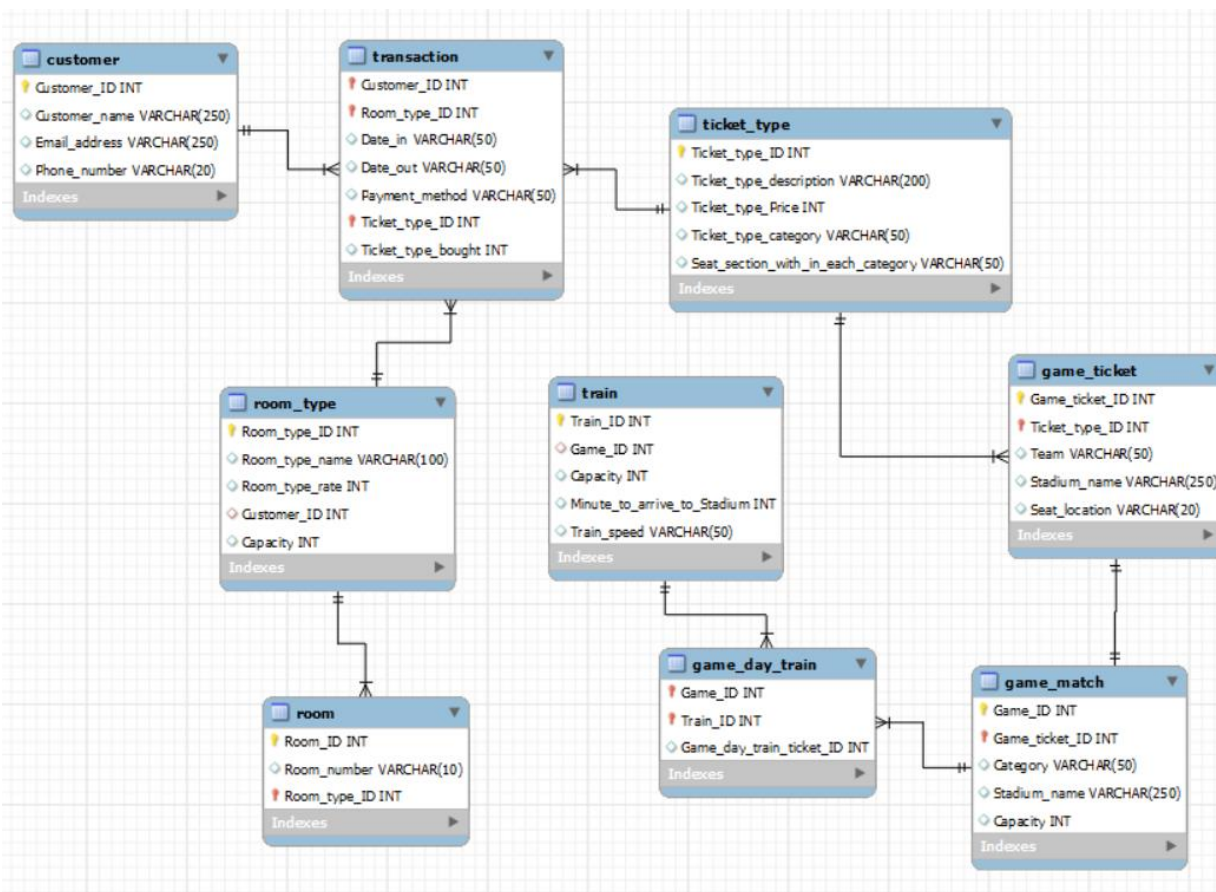 customer
Customer_ID INT
Customer_name VARCHAR(250)
Email_address VARCHAR(250)
Phone_number VARCHAR(20)
Indexes
transaction
Customer_ID INT
Room_type_ID INT
Date_in VARCHAR(50)
Date_out VARCHAR(50)
Payment_method VARCHAR(50)
Ticket_type_ID INT
Ticket_type_bought INT
Indexes
ticket_type
Ticket_type_ID INT
Ticket_type_description VARCHAR(200)
Ticket_type_Price INT
Ticket_type_category VARCHAR(50)
Seat_section_with_in_each_category VARCHAR(50)
Indexes
room_type
Room_type_ID INT
Room_type_name VARCHAR(100)
Room_type_rate INT
Customer_ID INT
Capacity INT
Indexes
train
Train_ID INT
Game_ID INT
Capacity INT
Minute_to_arrive_to_Stadium INT
Train_speed VARCHAR(50)
Indexes
game_ticket
Game_ticket_ID INT
Ticket_type_ID INT
Team VARCHAR(50)
Stadium_name VARCHAR(250)
Seat_location VARCHAR(20)
Indexes
room
Room_ID INT
Room_number VARCHAR(10)
Room_type_ID INT
Indexes
game_day_train
Game_ID INT
Train_ID INT
Game_day_train_ticket_ID INT
Indexes
game_match
Game_ID INT
Game_ticket_ID INT
Category VARCHAR(50)
Stadium_name VARCHAR(250)
Capacity INT
Indexes